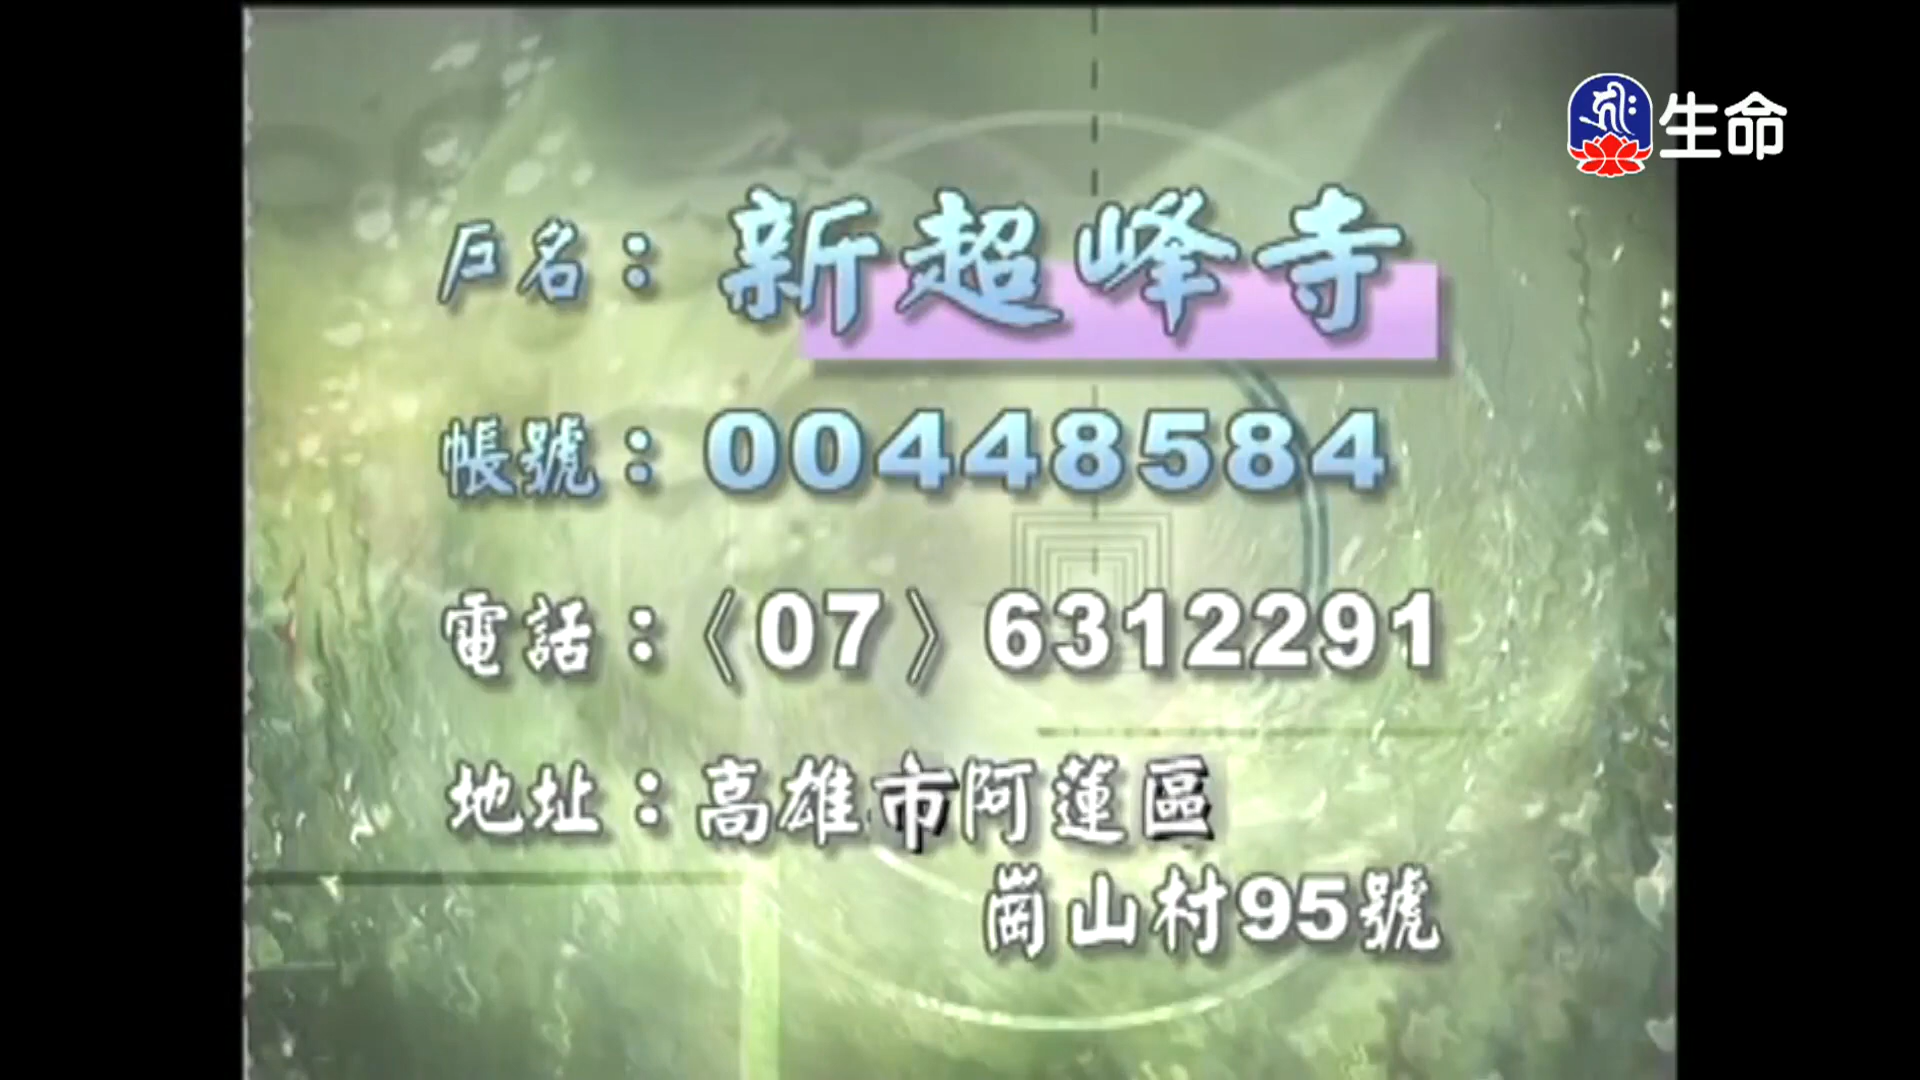 生命
戶名：新超峰寺
帳號：00448584
電話：〈07〉6312291
地址：高雄市阿蓮區
崗山村95號